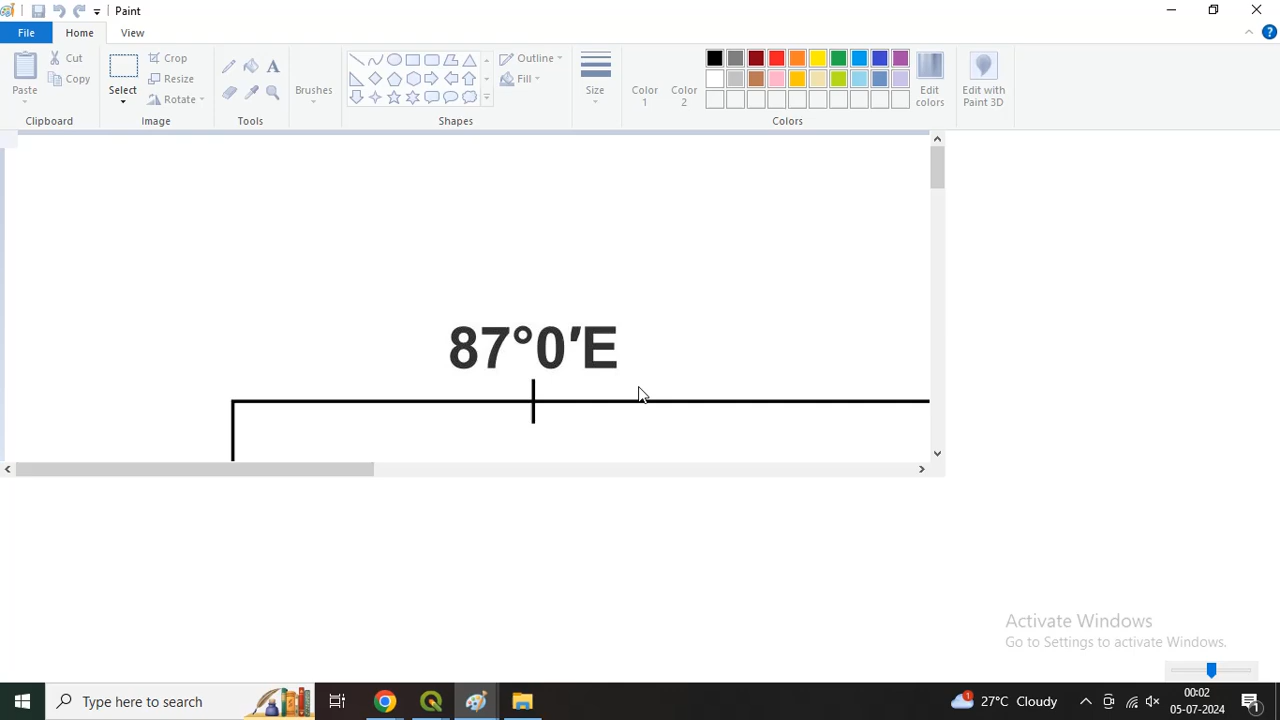 Paint
File Home View
Paste Cut Copy Clipboard
Select Crop Resize Rotate Image
A Tools
Brushes
Outline Fill Shapes
Size
Color 1 Color 2 Edit colors Colors
Edit with Paint 3D
87°0′E
Activate Windows
Go to Settings to activate Windows.
Type here to search 1 27°C Cloudy 00:02 05-07-2024 1